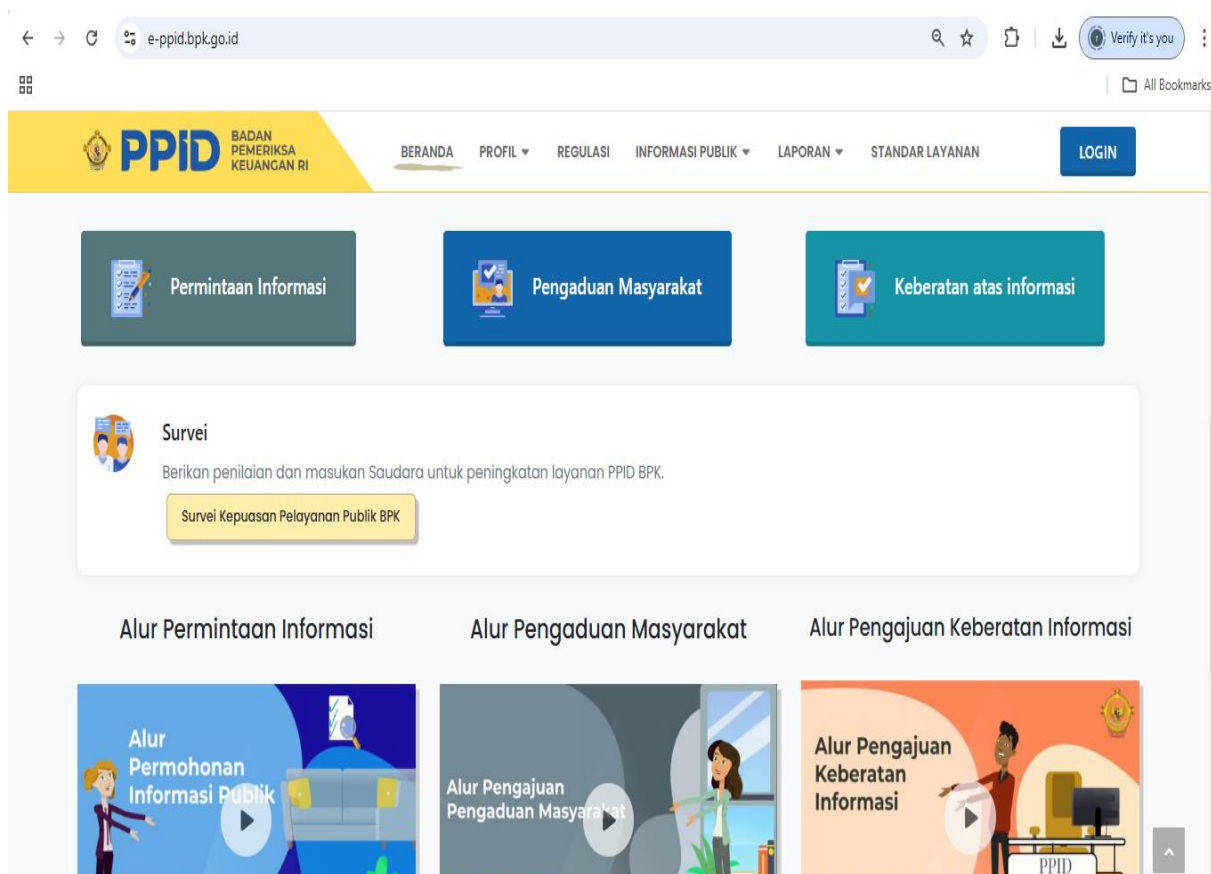 e-ppid.bpk.go.id
Verify it's you
All Bookmarks
PPID
BADAN
PEMERIKSA
KEUANGAN RI
BERANDA
PROFIL
REGULASI
INFORMASI PUBLIK
LAPORAN
STANDAR LAYANAN
LOGIN
Permintaan Informasi
Pengaduan Masyarakat
Keberatan atas informasi
Survei
Berikan penilaian dan masukan Saudara untuk peningkatan layanan PPID BPK.
Survei Kepuasan Pelayanan Publik BPK
Alur Permintaan Informasi
Alur Pengaduan Masyarakat
Alur Pengajuan Keberatan Informasi
Alur
Permohonan
Informasi Publik
Alur Pengajuan
Pengaduan Masyarakat
Alur Pengajuan
Keberatan
Informasi
PPID